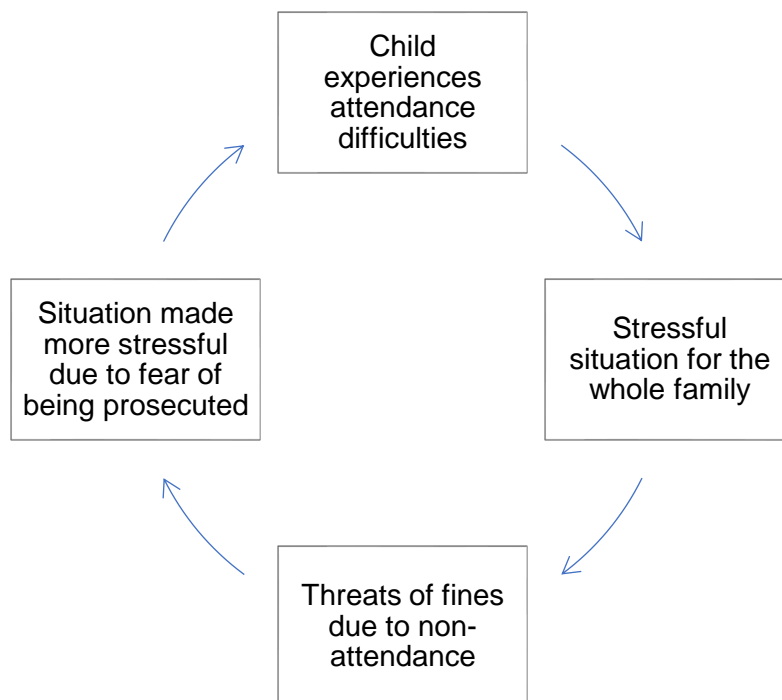 Child
experiences
attendance
difficulties
Stressful
situation for the
whole family
Threats of fines
due to non-
attendance
Situation made
more stressful
due to fear of
being prosecuted